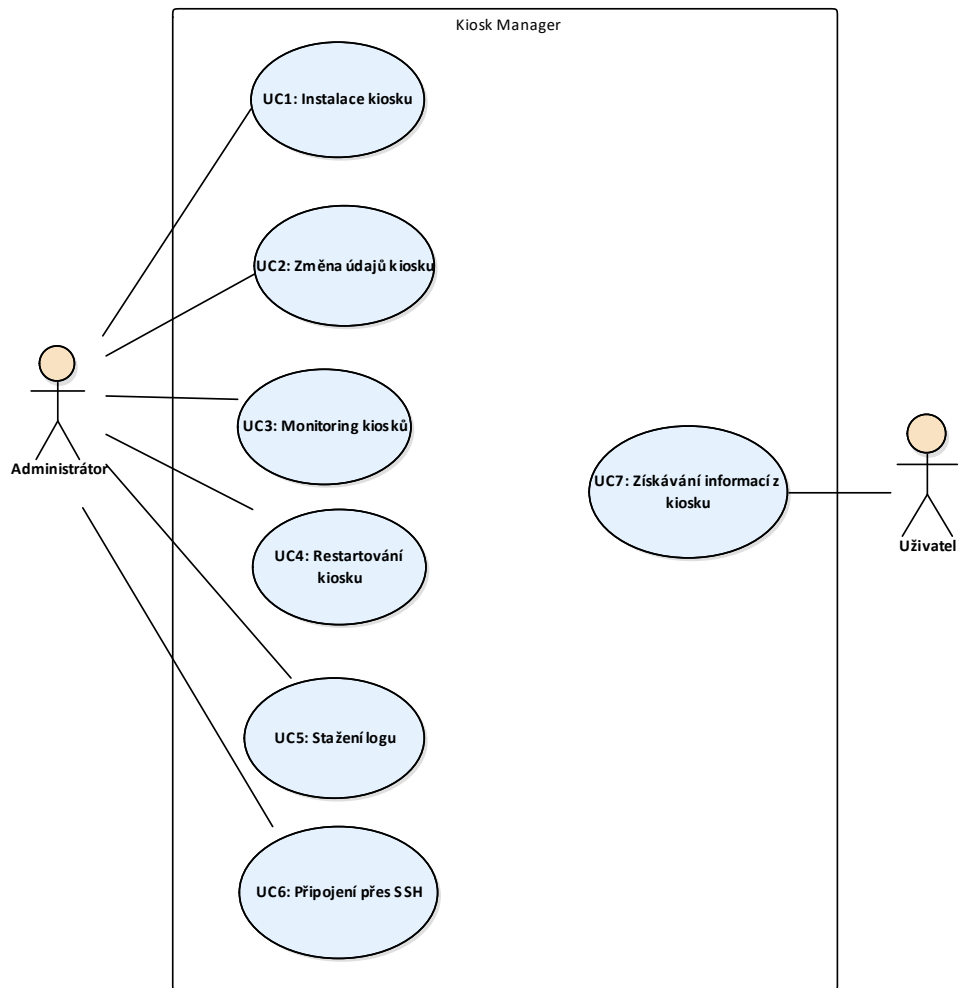 Kiosk Manager
UC1: Instalace kiosku
UC2: Změna údajů kiosku
UC3: Monitoring kiosků
Administrátor
UC4: Restartování
kiosku
UC5: Stažení logu
UC6: Připojení přes SSH
UC7: Získávání informací z
kiosku
Uživatel